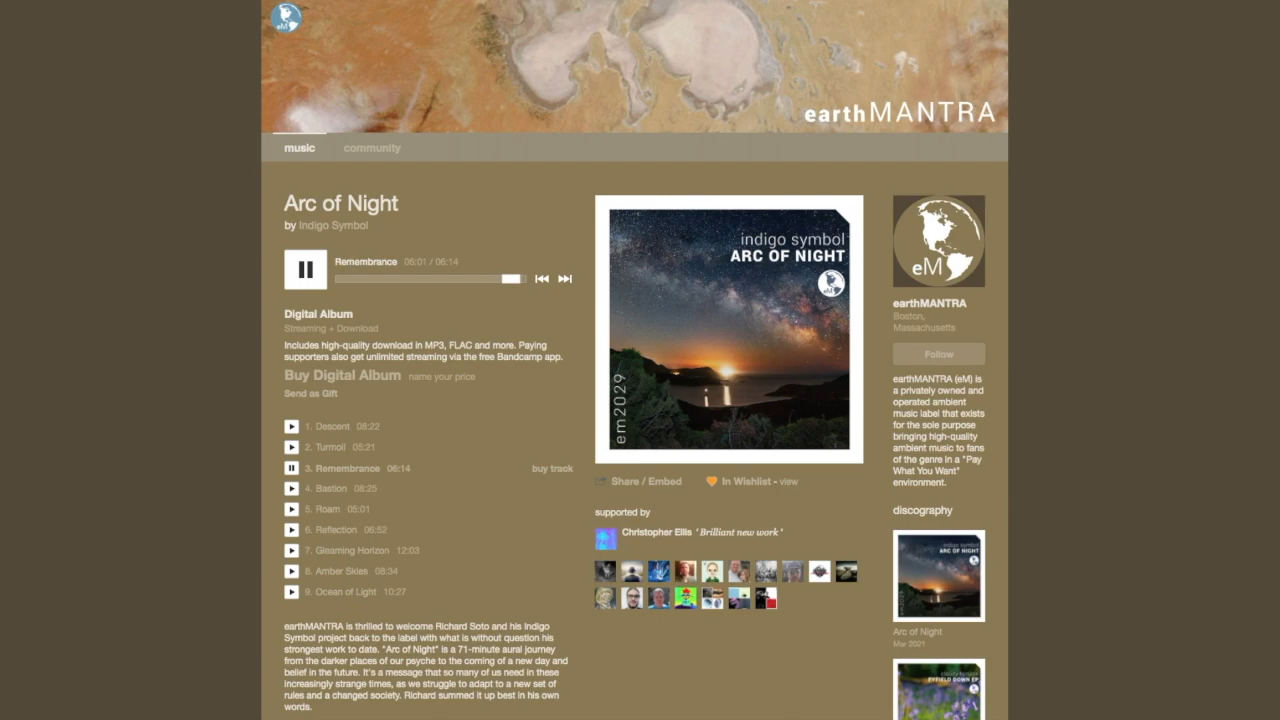 eM
earthMANTRA
music
community
Arc of Night
by Indigo Symbol
Remembrance 06:01 / 06:14
Digital Album
Streaming + Download
Includes high-quality download in MP3, FLAC and more. Paying
supporters also get unlimited streaming via the free Bandcamp app.
Buy Digital Album name your price
Send as Gift
1. Descent 08:22
2. Turmoil 05:21
3. Remembrance 06:14 buy track
4. Bastion 08:25
5. Roam 05:01
6. Reflection 06:52
7. Gleaming Horizon 12:03
8. Amber Skies 08:34
9. Ocean of Light 10:27
earthMANTRA is thrilled to welcome Richard Soto and his Indigo
Symbol project back to the label with what is without question his
strongest work to date. "Arc of Night" is a 71-minute aural journey
from the darker places of our psyche to the coming of a new day and
belief in the future. It's a message that so many of us need in these
increasingly strange times, as we struggle to adapt to a new set of
rules and a changed society. Richard summed it up best in his own
words.
indigo symbol
ARC OF NIGHT
eM
em2029
Share / Embed
In Wishlist - view
supported by
Christopher Ellis “Brilliant new work”
eM
earthMANTRA
Boston,
Massachusetts
Follow
earthMANTRA (eM) is
a privately owned and
operated ambient
music label that exists
for the sole purpose
bringing high-quality
ambient music to fans
of the genre in a "Pay
What You Want"
environment.
discography
indigo symbol
ARC OF NIGHT
em2029
Arc of Night
Mar 2021
EYFIELD DOWN EP